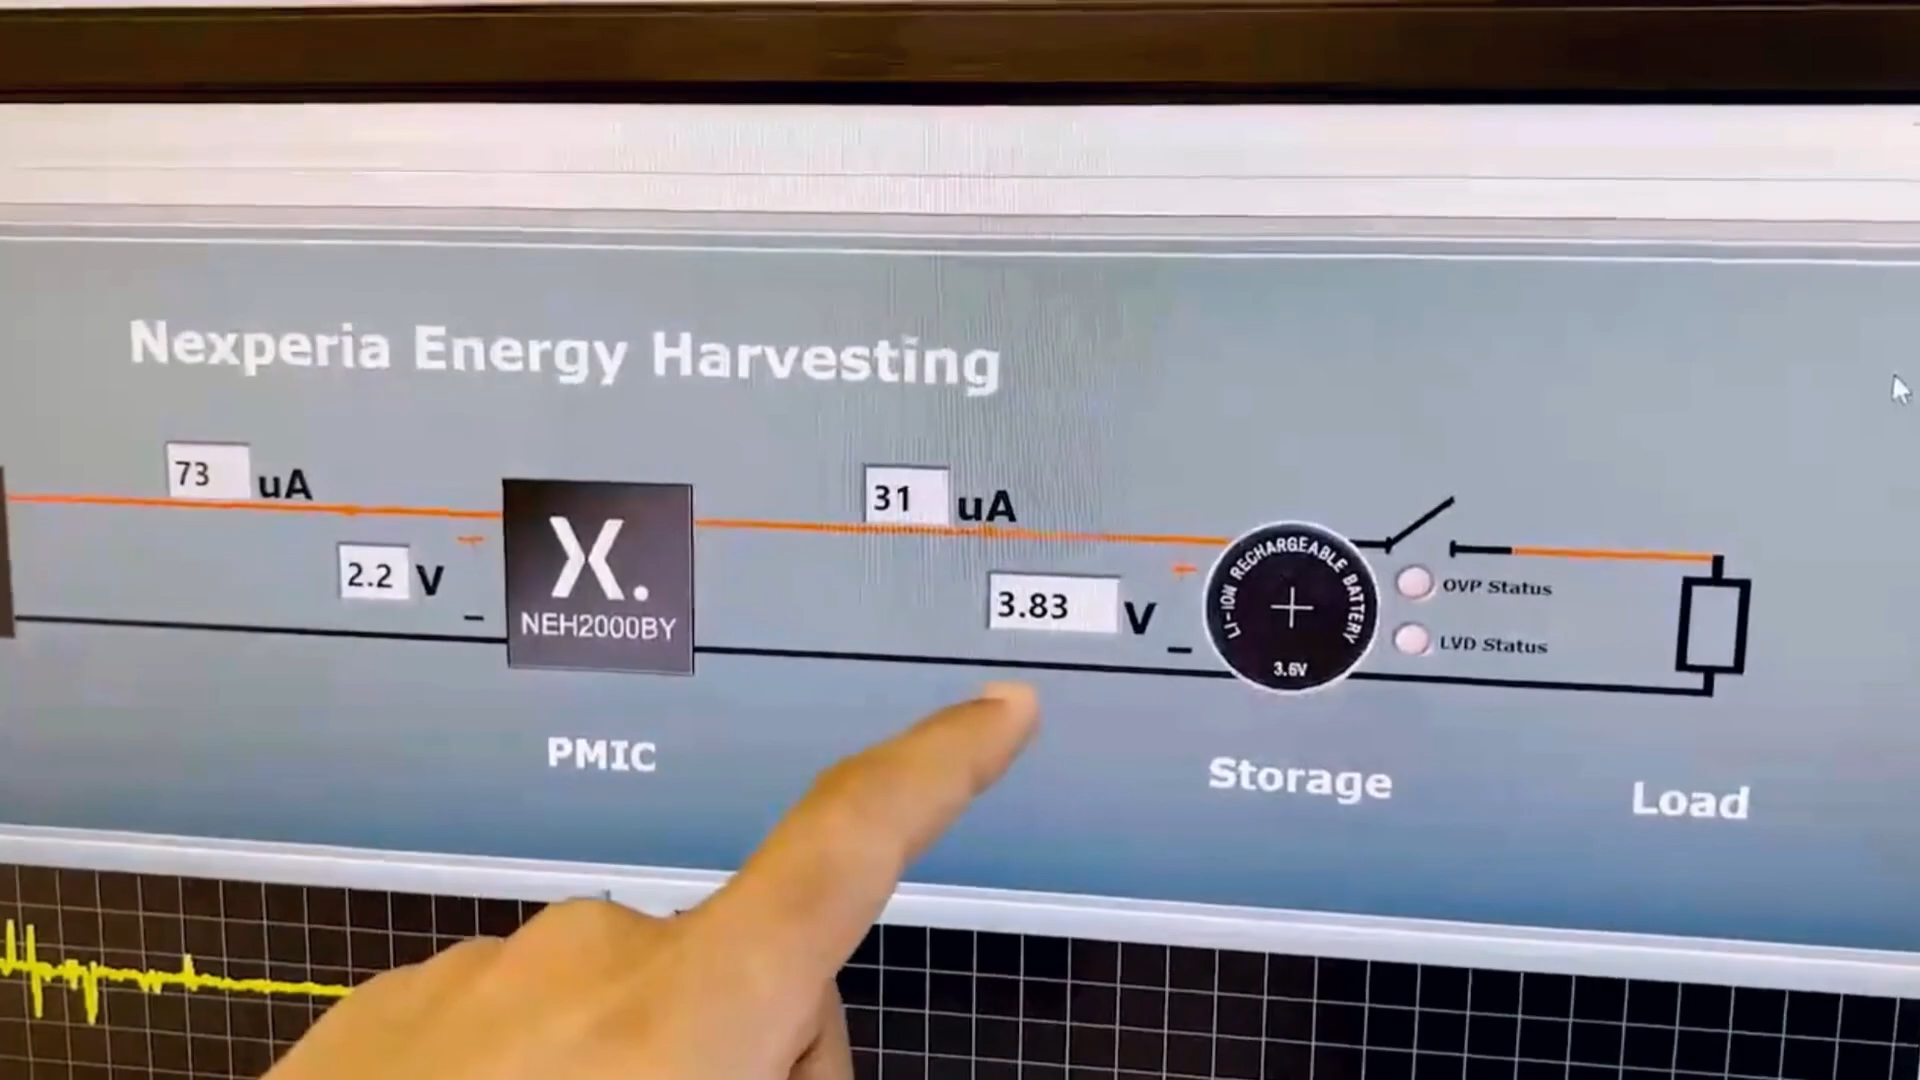 Nexperia Energy Harvesting
73 uA
31 uA
2.2 V
3.83 V
X.
NEH2000BY
LI-ION RECHARGEABLE BATTERY
3.6V
OVP Status
LVD Status
PMIC
Storage
Load